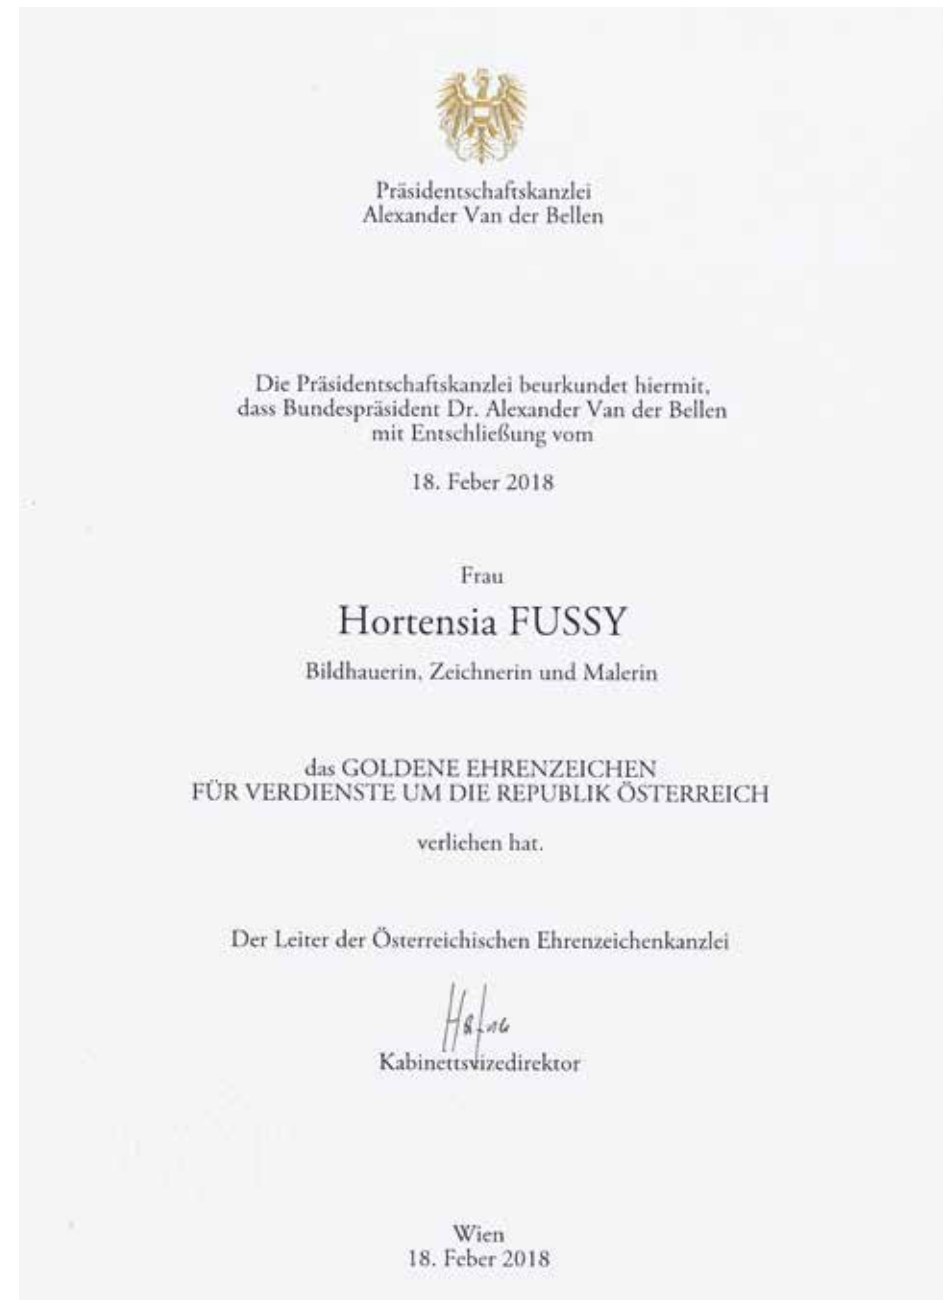 Präsidentschaftskanzlei
Alexander Van der Bellen
Die Präsidentschaftskanzlei beurkundet hiermit,
dass Bundespräsident Dr. Alexander Van der Bellen
mit Entschließung vom
18. Feber 2018
Frau
Hortensia FUSSY
Bildhauerin, Zeichnerin und Malerin
das GOLDENE EHRENZEICHEN
FÜR VERDIENSTE UM DIE REPUBLIK ÖSTERREICH
verliehen hat.
Der Leiter der Österreichischen Ehrenzeichenkanzlei
Kabinettsvizedirektor
Wien
18. Feber 2018